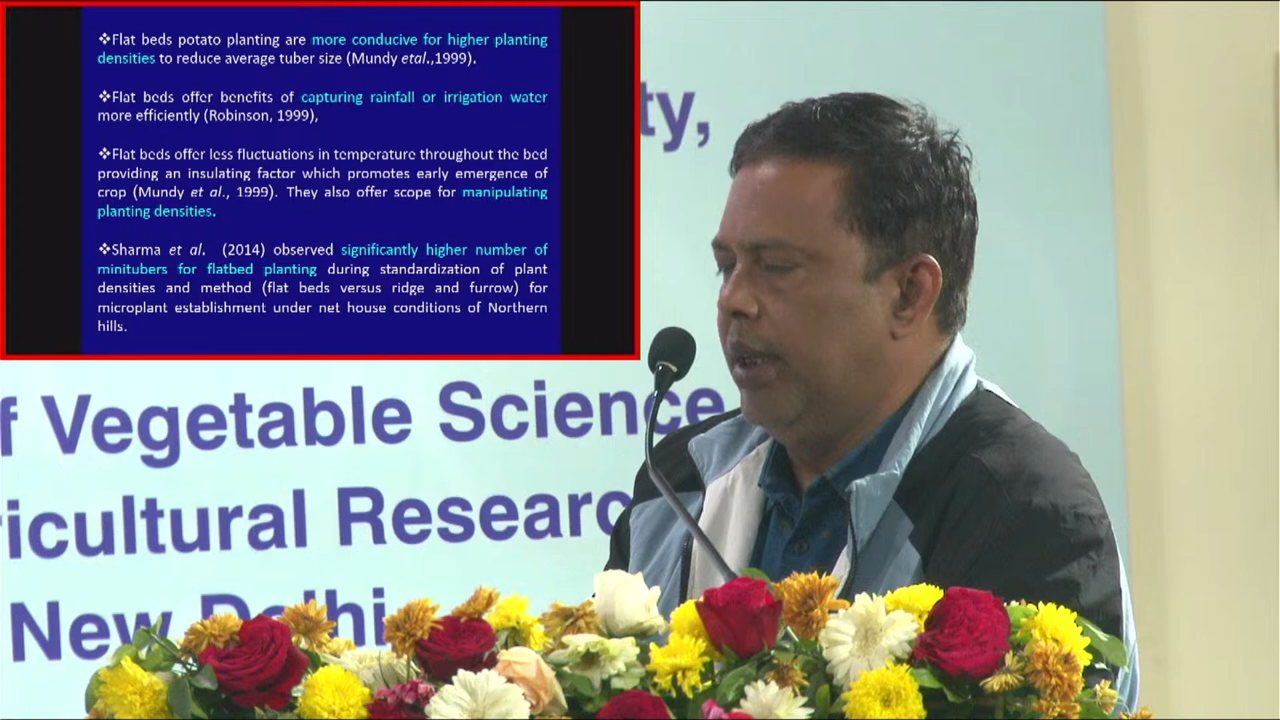 ❖Flat beds potato planting are more conducive for higher planting
densities to reduce average tuber size (Mundy etal.,1999).
❖Flat beds offer benefits of capturing rainfall or irrigation water
more efficiently (Robinson, 1999),
❖Flat beds offer less fluctuations in temperature throughout the bed
providing an insulating factor which promotes early emergence of
crop (Mundy et al., 1999). They also offer scope for manipulating
planting densities.
❖Sharma et al. (2014) observed significantly higher number of
minitubers for flatbed planting during standardization of plant
densities and method (flat beds versus ridge and furrow) for
microplant establishment under net house conditions of Northern
hills.
ty,
f Vegetable Science
icultural Researc
New Delhi